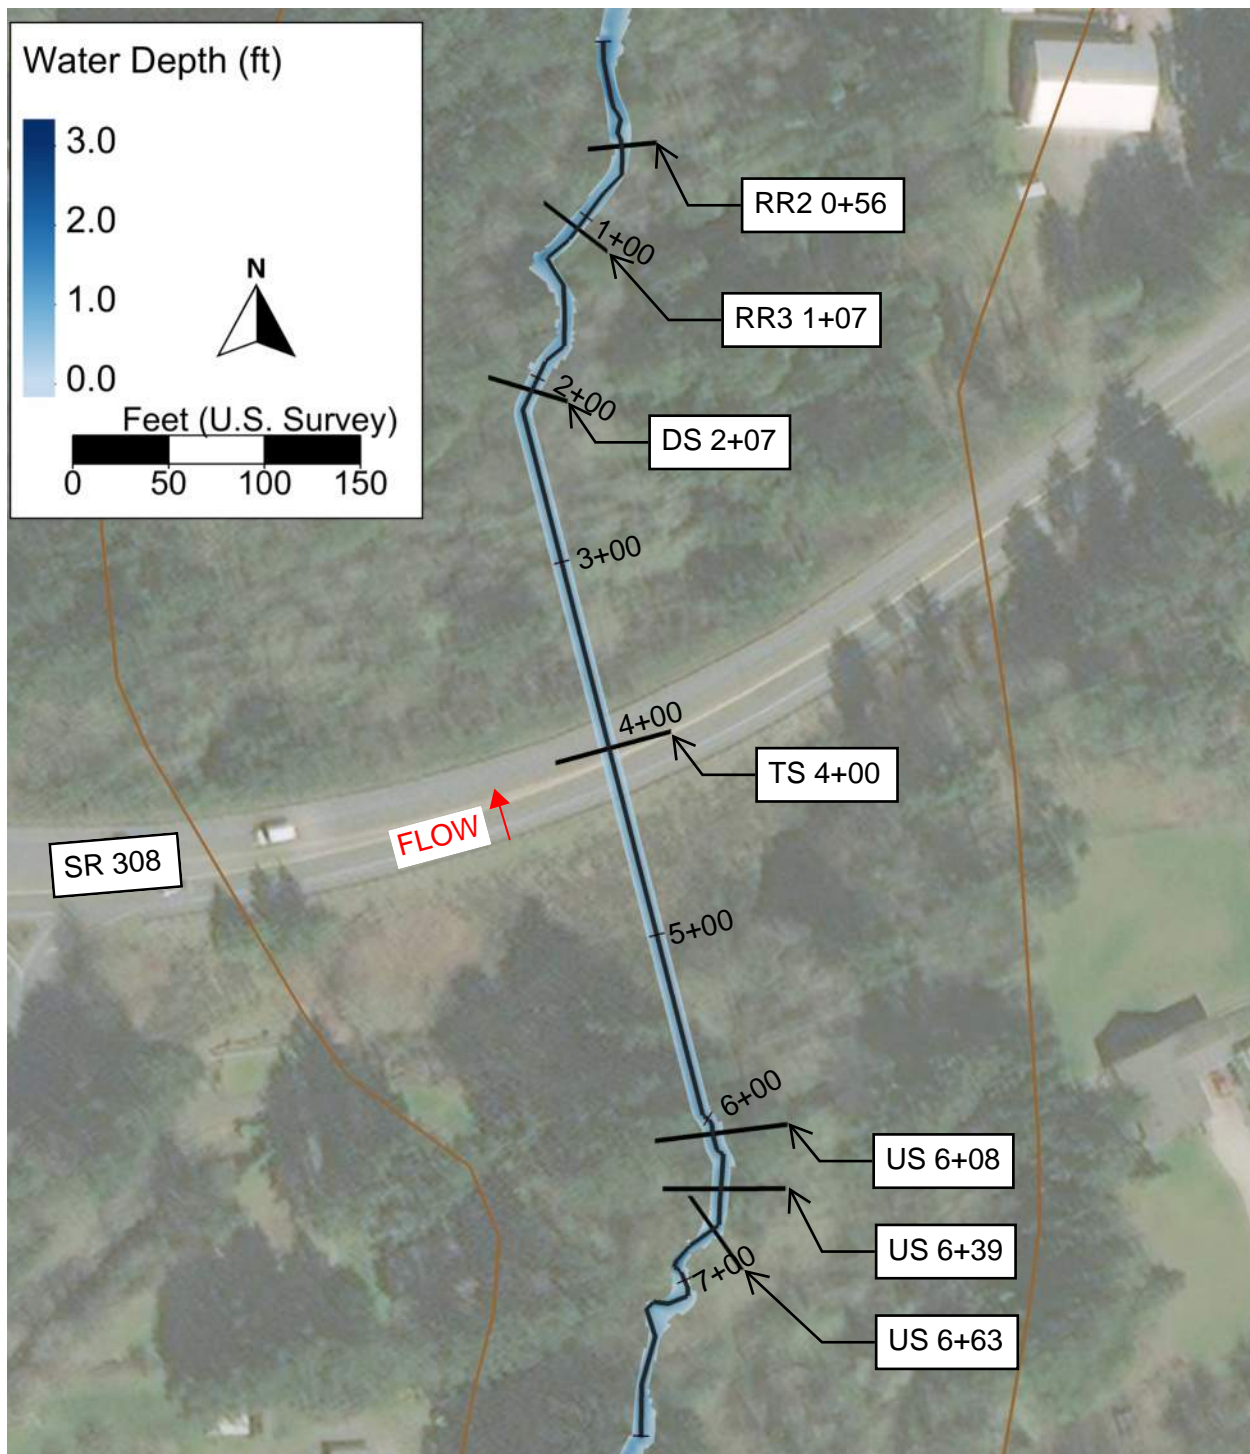 Water Depth (ft)
3.0
2.0
1.0
0.0
N
Feet (U.S. Survey)
0 50 100 150
RR2 0+56
1+00
RR3 1+07
2+00
DS 2+07
3+00
4+00
TS 4+00
FLOW
SR 308
5+00
6+00
US 6+08
US 6+39
7+00
US 6+63